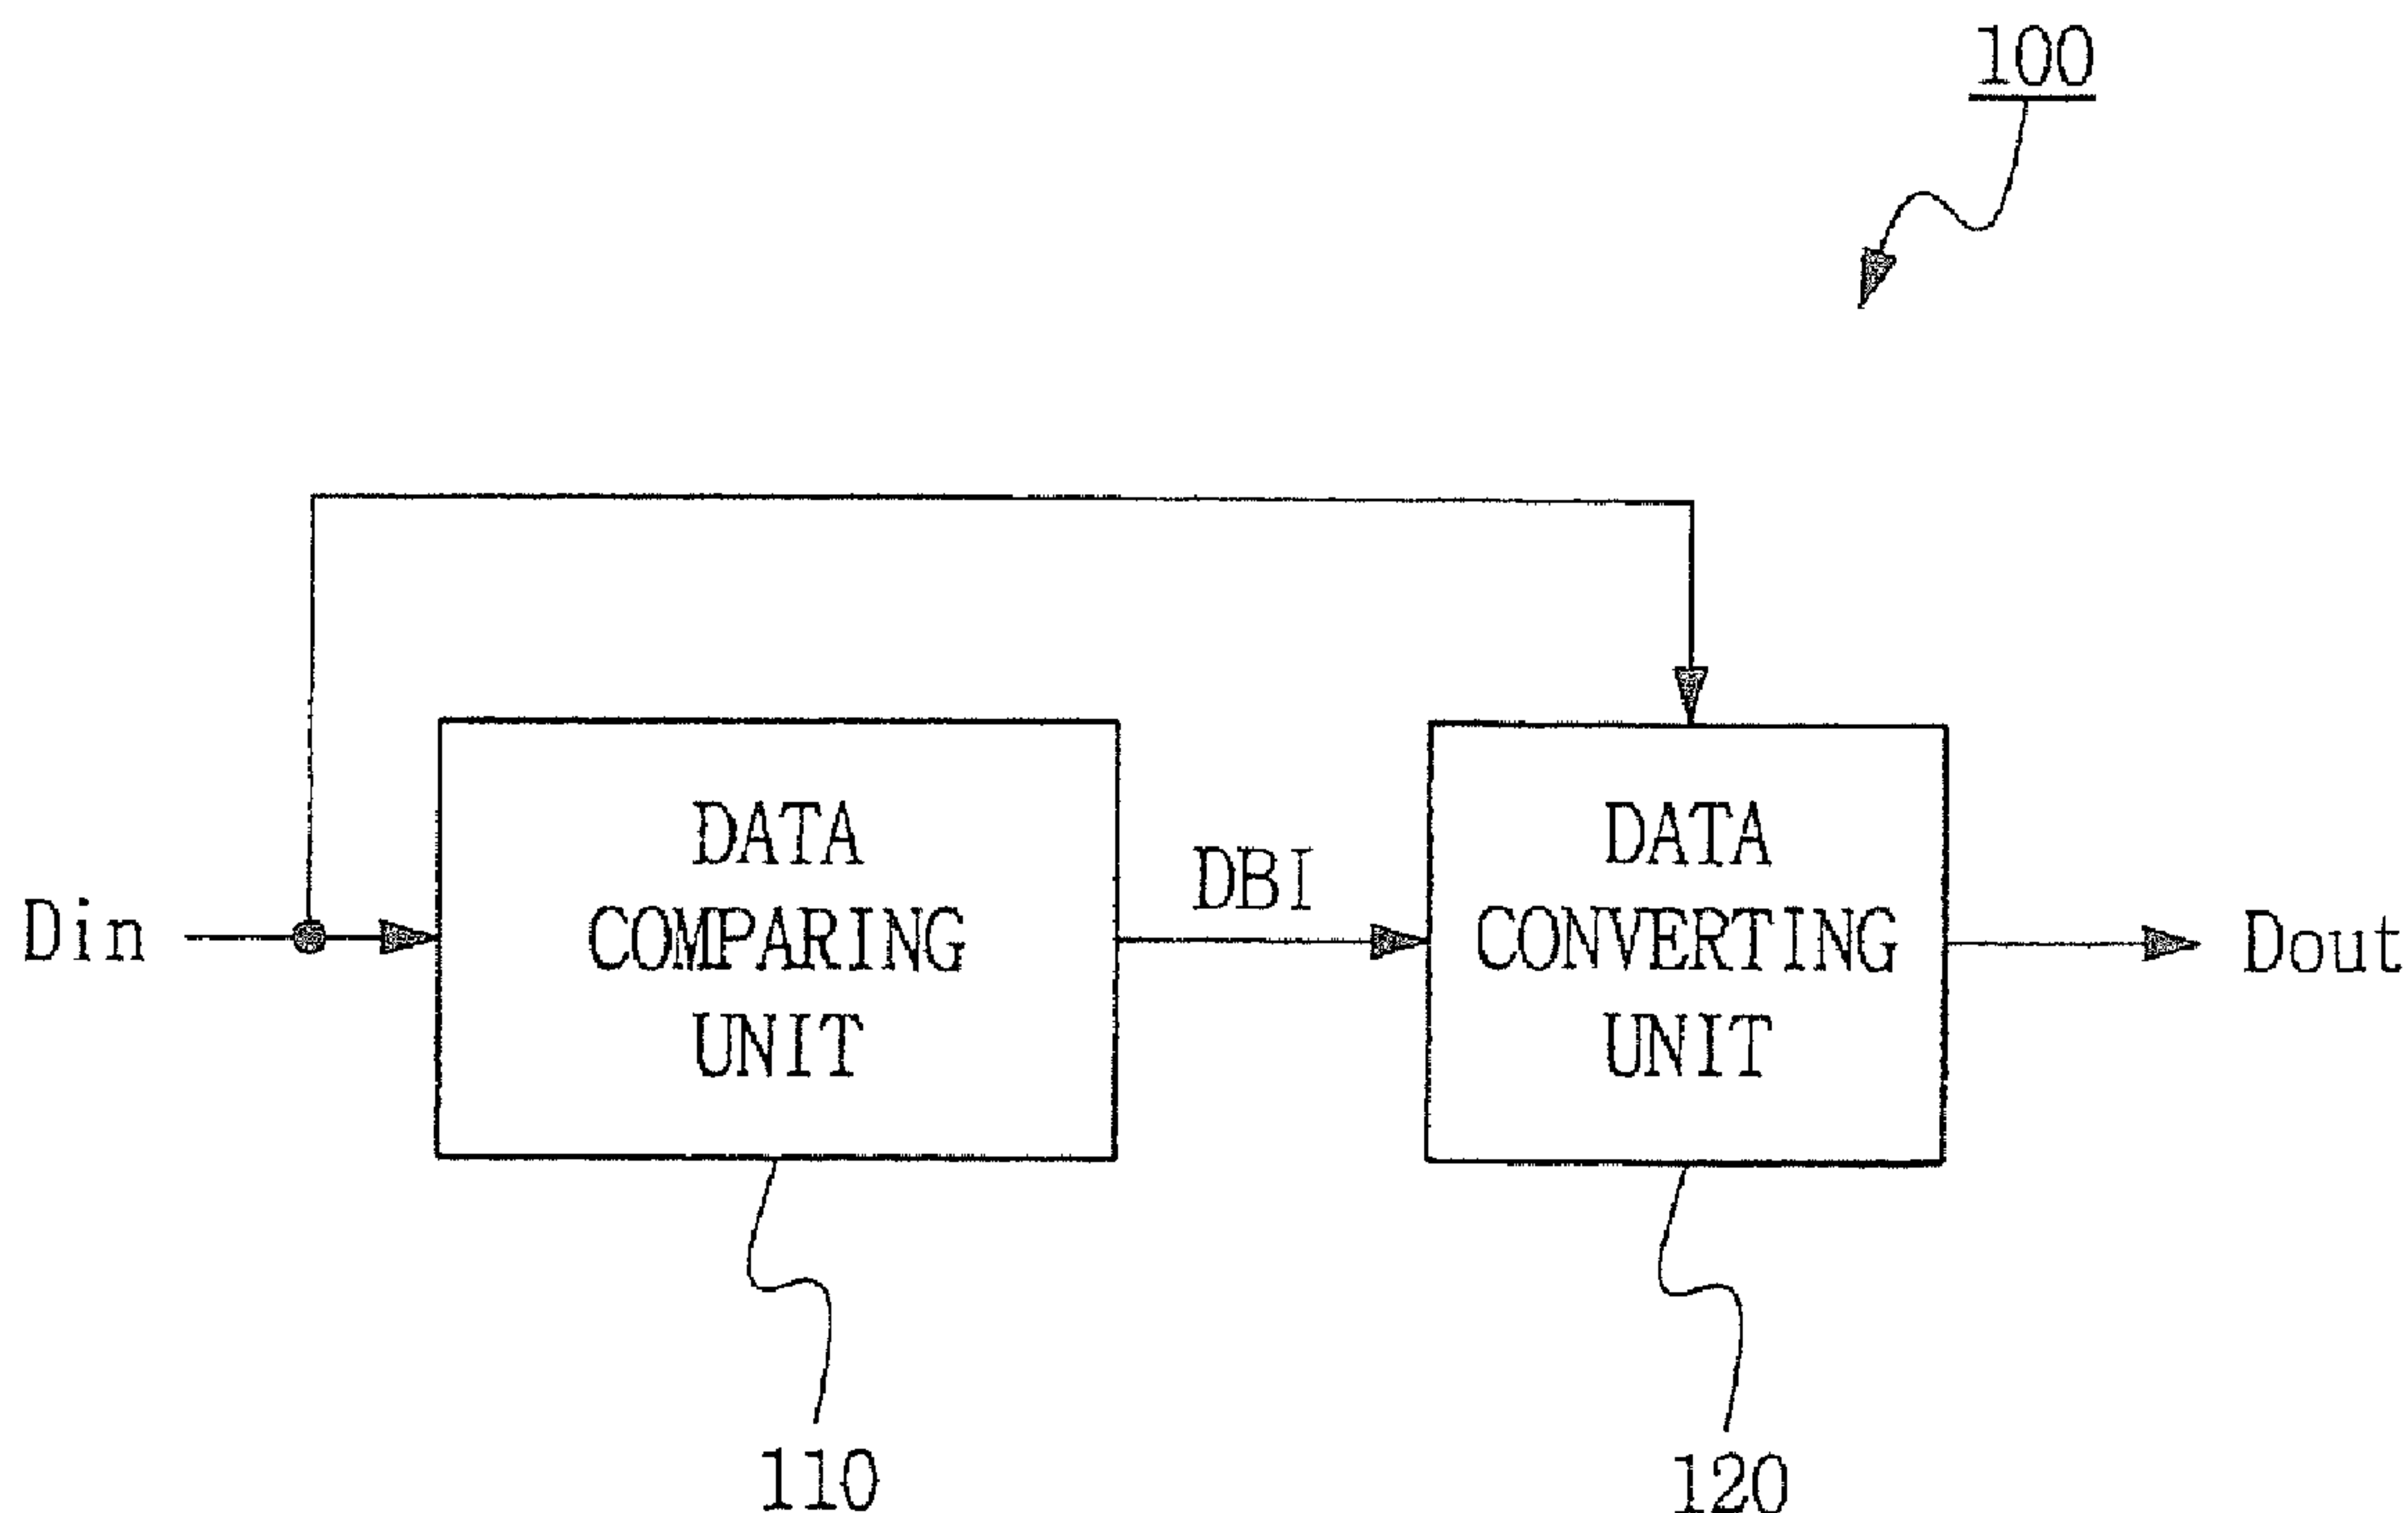 100
DATA
COMPARING
UNIT
DBI
DATA
CONVERTING
UNIT
Din
Dout
110
120